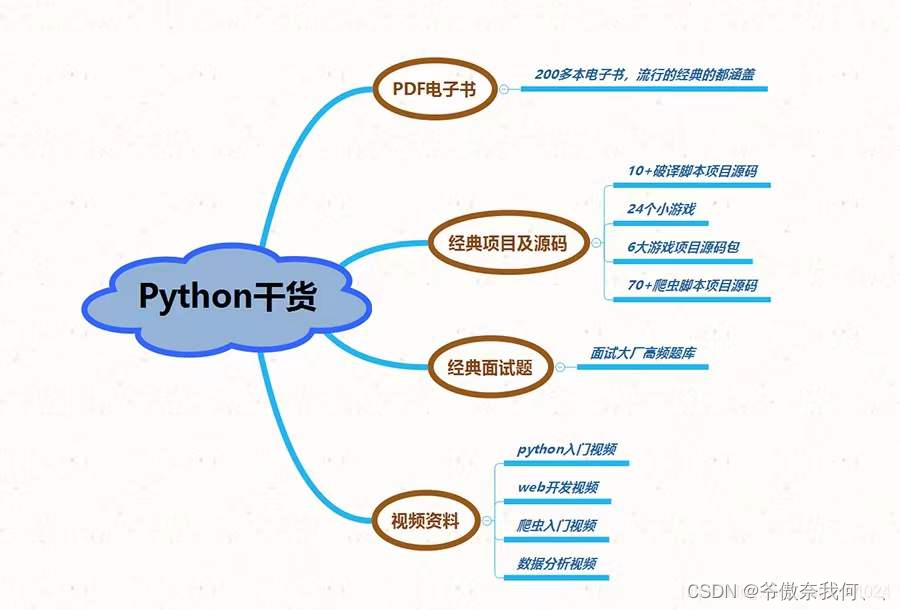 PDF电子书
200多本电子书，流行的经典的都涵盖
Python干货
经典项目及源码
10+破译脚本项目源码
24个小游戏
6大游戏项目源码包
70+爬虫脚本项目源码
经典面试题
面试大厂高频题库
视频资料
python入门视频
web开发视频
爬虫入门视频
数据分析视频
CSDN @爷傲奈我何、、